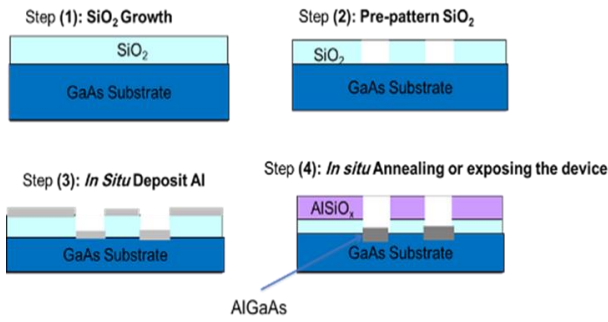 Step (1): SiO₂ Growth
SiO₂
GaAs Substrate
Step (2): Pre-pattern SiO₂
SiO₂
GaAs Substrate
Step (3): In Situ Deposit Al
GaAs Substrate
Step (4): In situ Annealing or exposing the device
AlSiOₓ
GaAs Substrate
AlGaAs